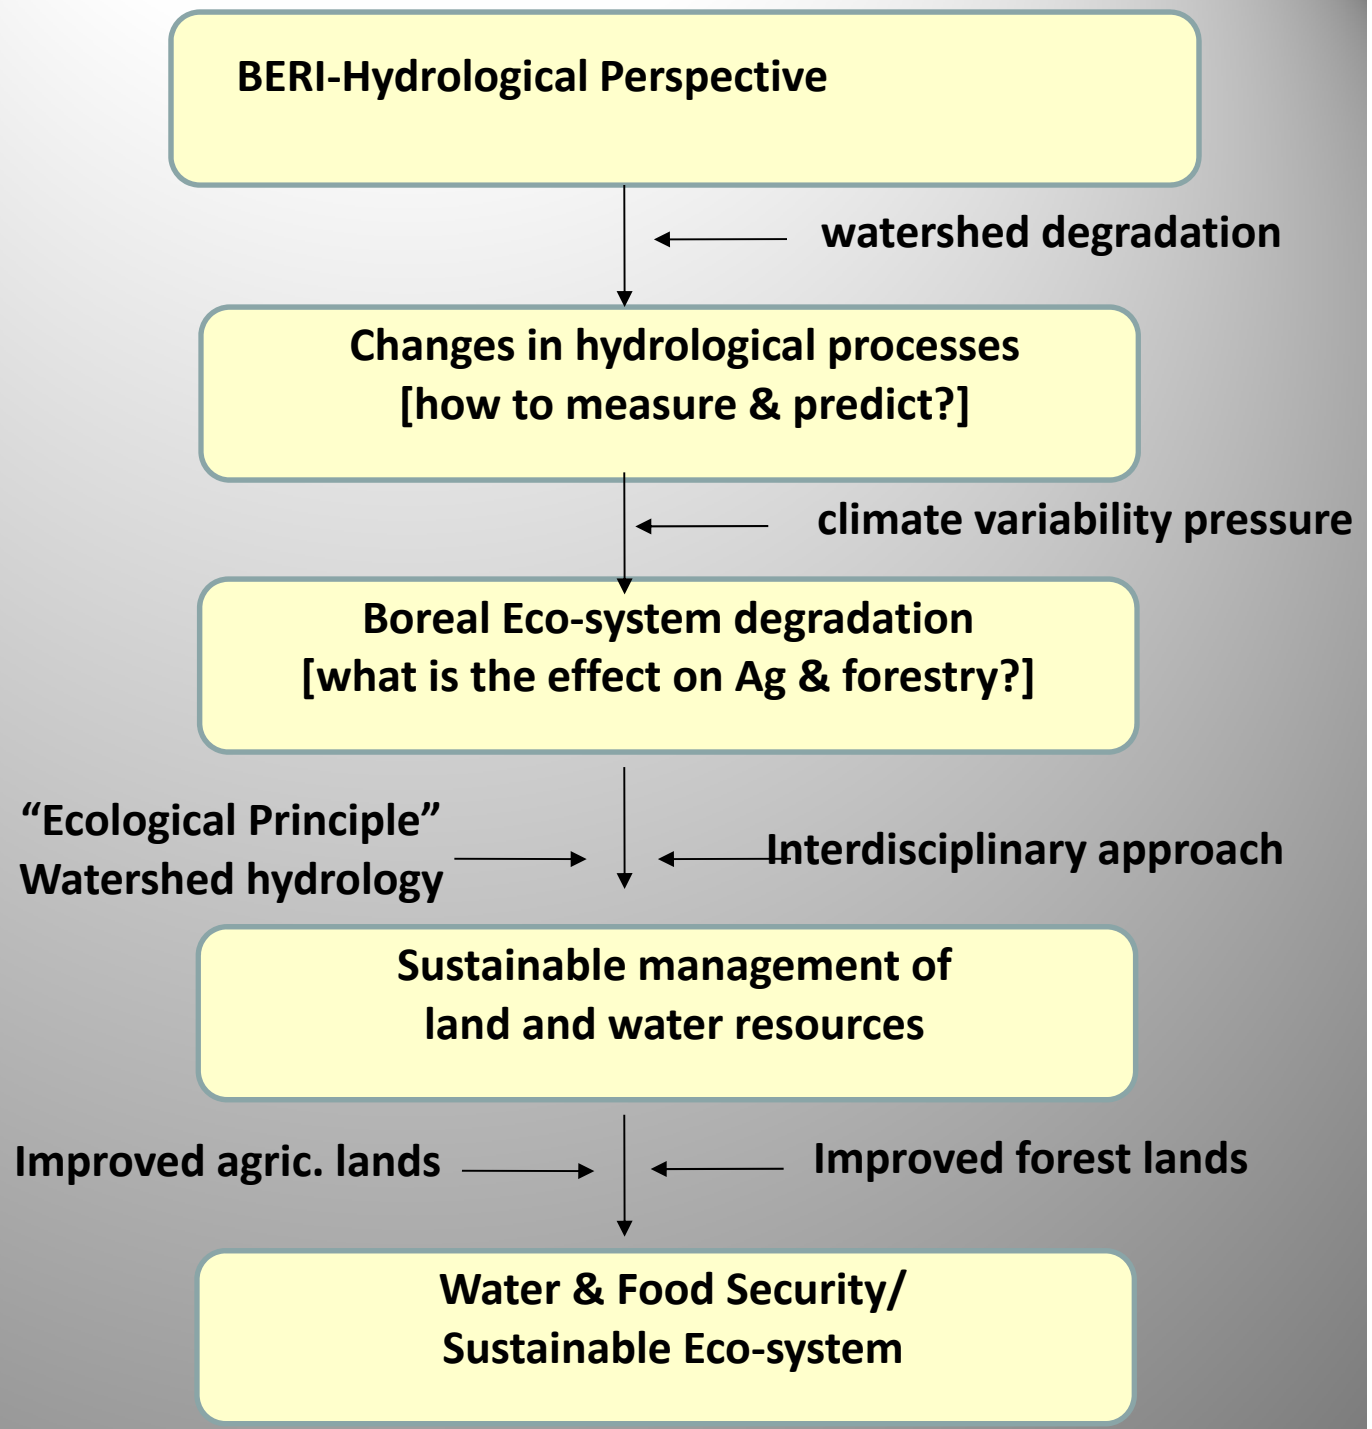 BERI-Hydrological Perspective
watershed degradation
Changes in hydrological processes
[how to measure & predict?]
climate variability pressure
Boreal Eco-system degradation
[what is the effect on Ag & forestry?]
“Ecological Principle”
Watershed hydrology
Interdisciplinary approach
Sustainable management of
land and water resources
Improved agric. lands
Improved forest lands
Water & Food Security/
Sustainable Eco-system